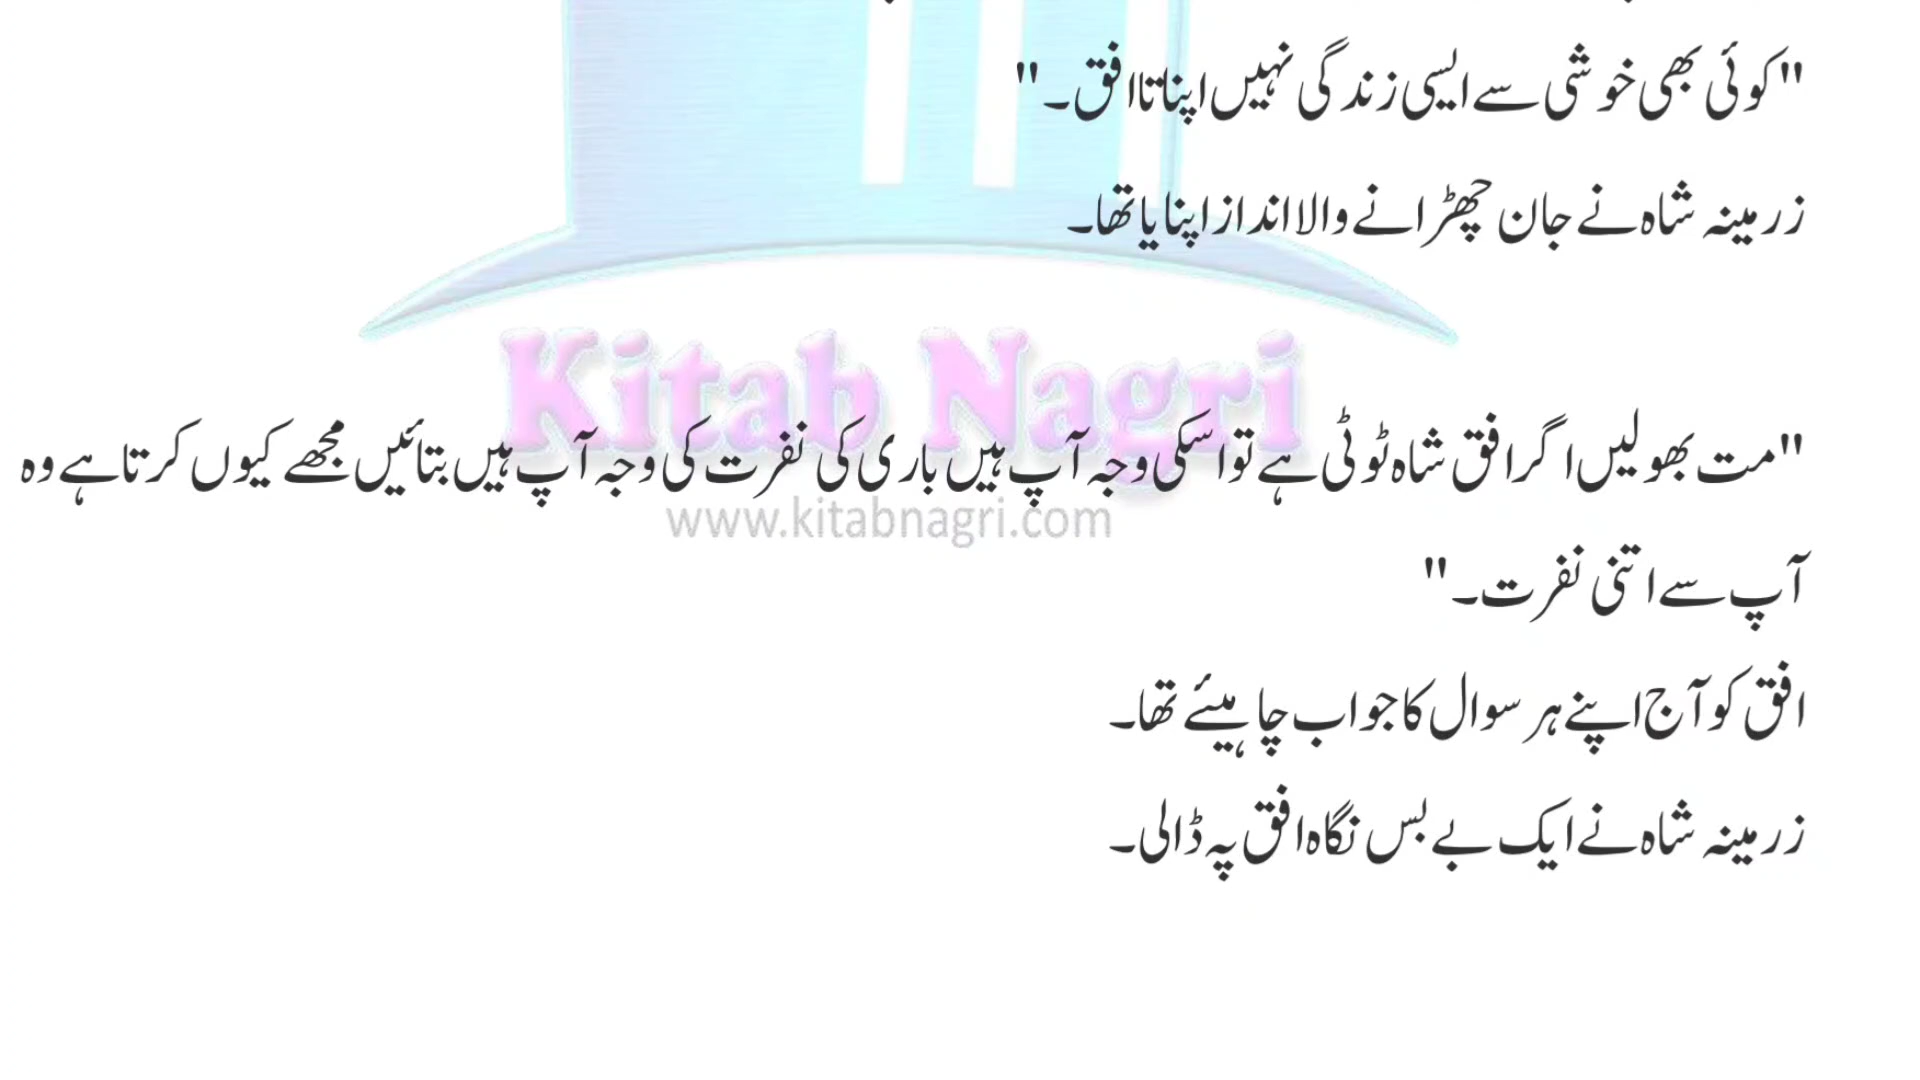 "کوئی بھی خوشی سے ایسی زندگی نہیں اپناتا افق۔"
زرمینہ شاہ نے جان چھڑانے والا انداز اپنایا تھا۔
Kitab Nagri
"مت بھولیں اگر افق شاہ ٹوٹی ہے تو اسکی وجہ آپ ہیں باری کی نفرت کی وجہ آپ ہیں بتائیں مجھے کیوں کرتا ہے وہ
www.kitabnagri.com
آپ سے اتنی نفرت۔"
افق کو آج اپنے ہر سوال کا جواب چاہیئے تھا۔
زرمینہ شاہ نے ایک بے بس نگاہ افق پہ ڈالی۔